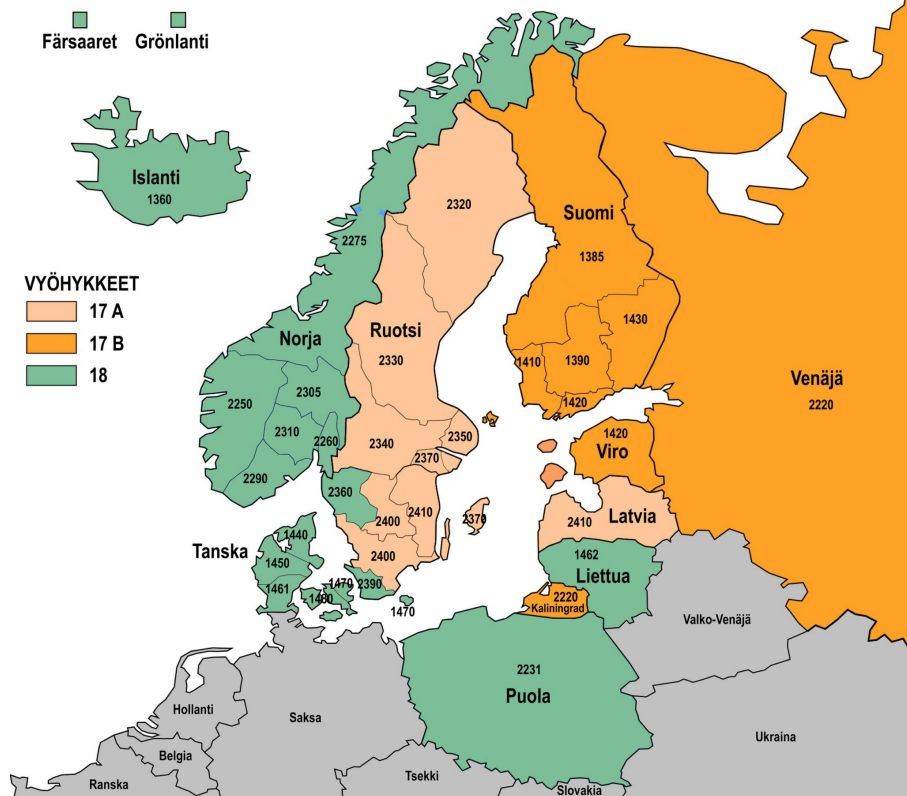 Färsaaret
Grönlanti
Islanti
1360
VYÖHYKKEET
17 A
17 B
18
2320
Suomi
2275
1385
Norja
Ruotsi
1430
2330
1410
1390
Venäjä
2220
2305
2250
1420
2310
2260
2340
2350
1420
Viro
2370
2290
2360
2410
2400
2370
Latvia
2410
Tanska
1440
2400
1462
1450
Liettua
1461
1470
2390
1480
1470
2220
Kaliningrad
Valko-Venäjä
2231
Puola
Hollanti
Saksa
Ukraina
Belgia
Ranska
Tsekki
Slovakia